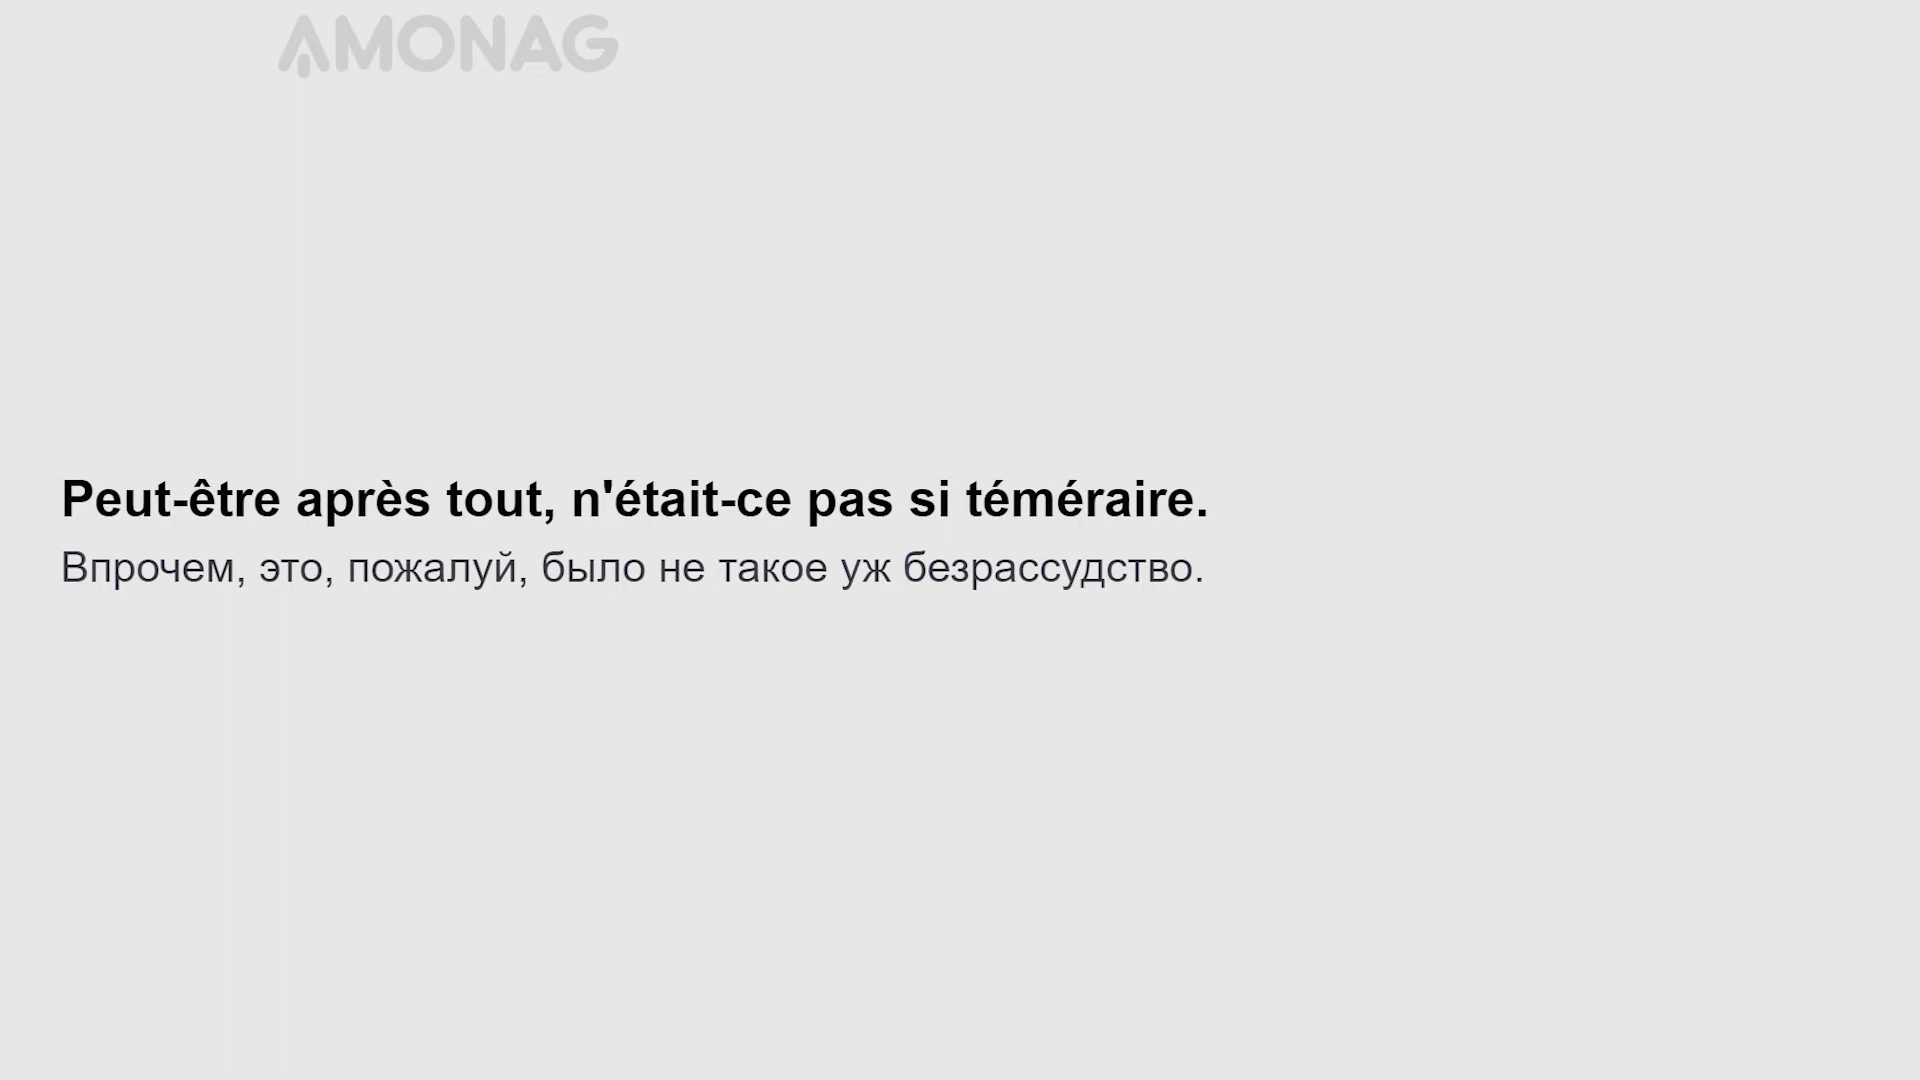 AMONAG
Peut-être après tout, n'était-ce pas si téméraire.
Впрочем, это, пожалуй, было не такое уж безрассудство.